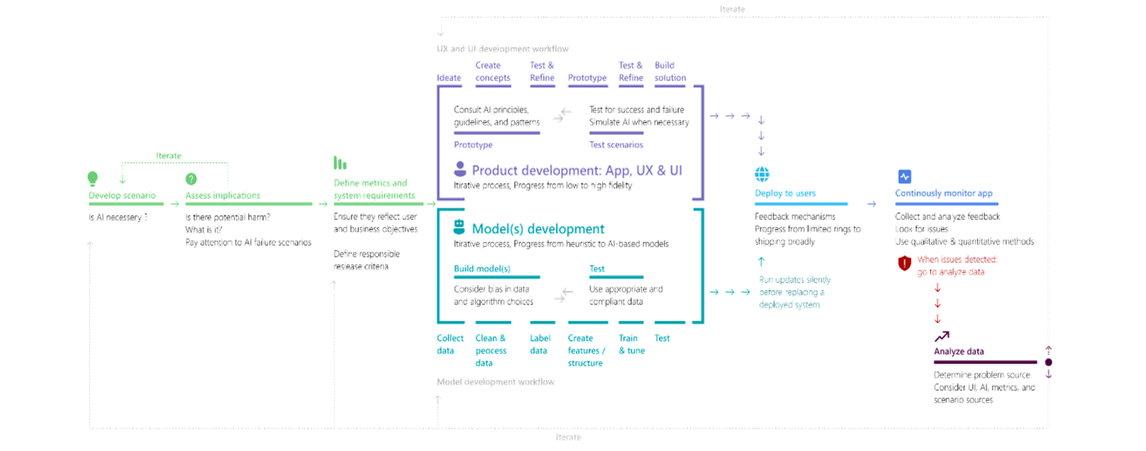 Iterate
UX and UI development workflow
Ideate
Create
concepts
Test &
Refine
Prototype
Test &
Refine
Build
solution
Consult AI principles,
guidelines, and patterns
Prototype
Test for success and failure
Simulate AI when necessary
Test scenarios
Product development: App, UX & UI
Itirative process, Progress from low to high fidelity
Iterate
Develop scenario
is AI necessary ?
Assess implications
Is there potential harm?
What is it?
Pay attention to AI failure scenarios
Define metrics and
system requirements
Ensure they reflect user
and business objectives
Define responsible
reslease criteria
Model(s) development
Itirative process, Progress from heuristic to AI-based models
Build model(s)
Consider bias in data
and algorithm choices
Test
Use appropriate and
compliant data
Collect
data
Clean &
peocess
data
Label
data
Create
features /
structure
Train
& tune
Test
Model development workflow
Deploy to users
Feedback mechanisms
Progress from limited rings to
shipping broadly
Run updates silently
before replacing a
deployed system
Continously monitor app
Collect and analyze feedback
Look for issues
Use qualitative & quantitative methods
When issues detected:
go to analyze data
Analyze data
Determine problem source
Consider UI, AI, metrics, and
scenario sources
Iterate